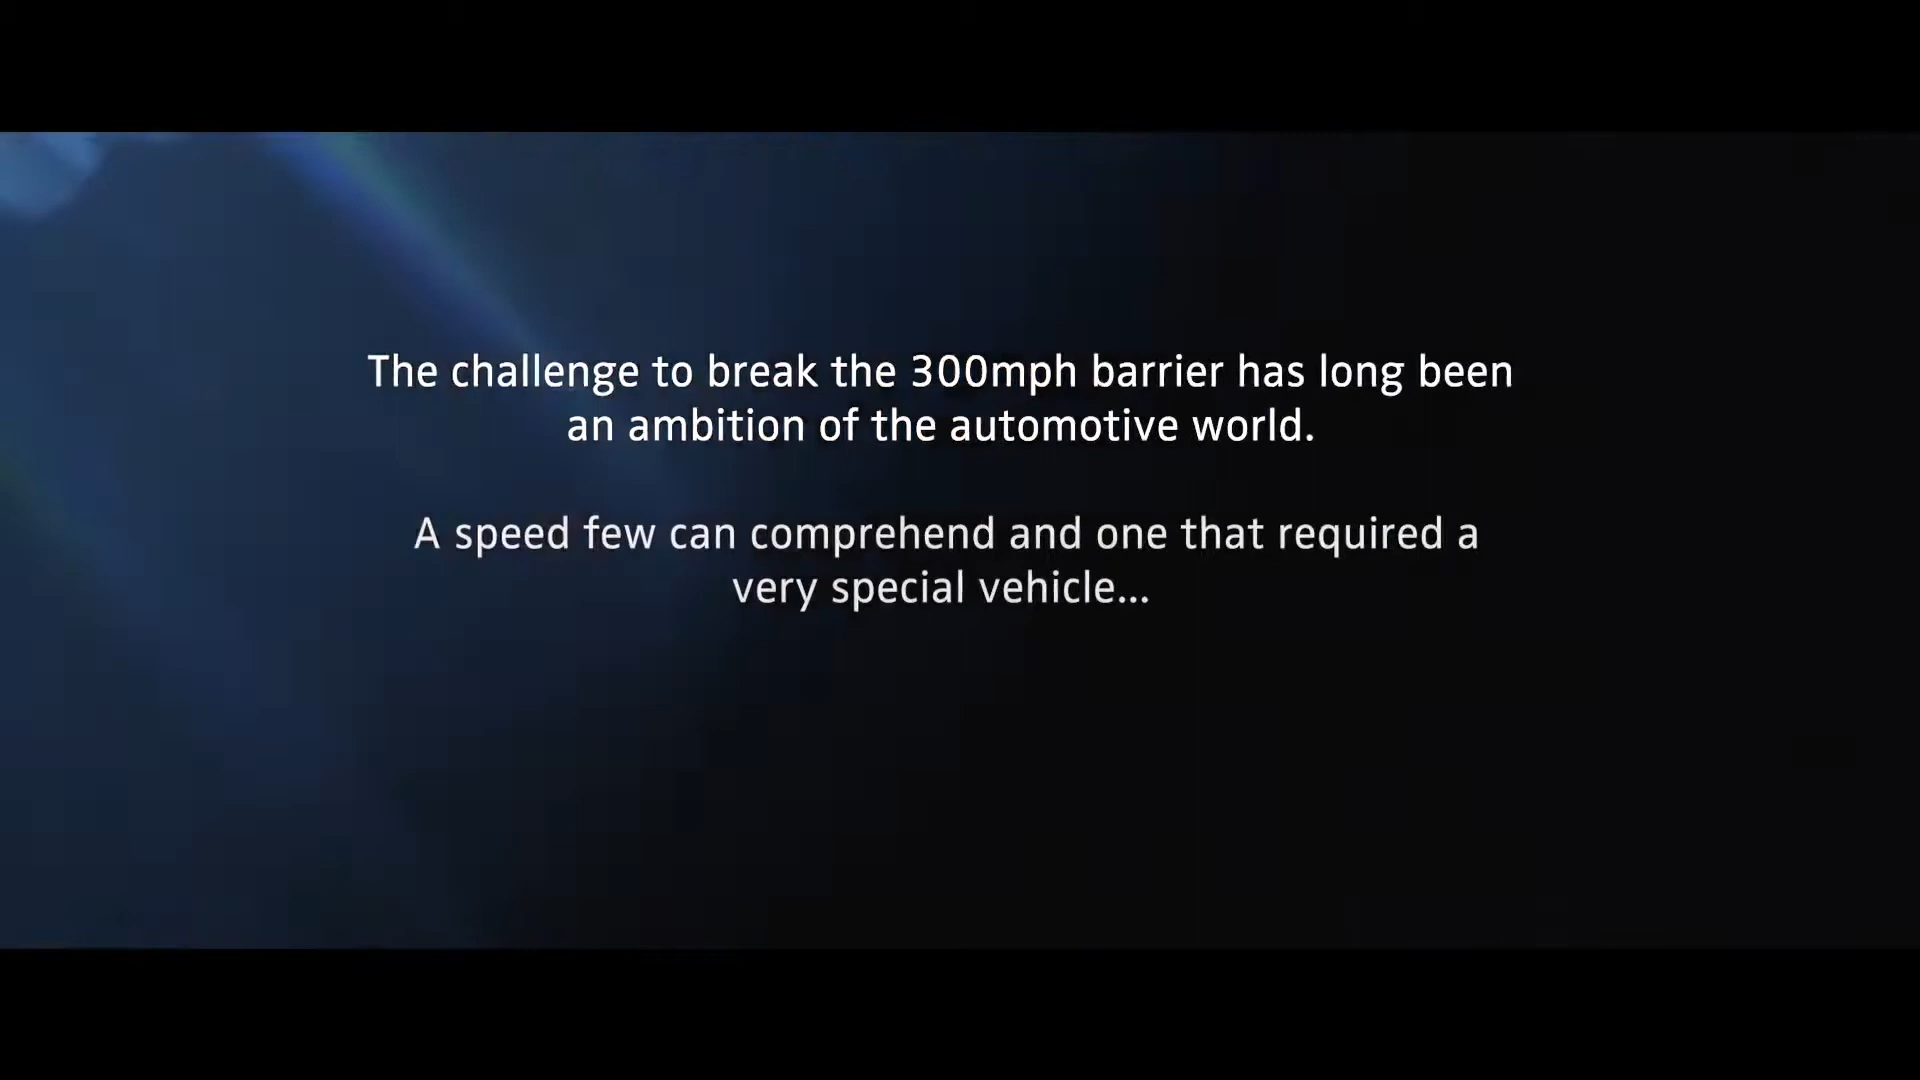 The challenge to break the 300mph barrier has long been
an ambition of the automotive world.
A speed few can comprehend and one that required a
very special vehicle...